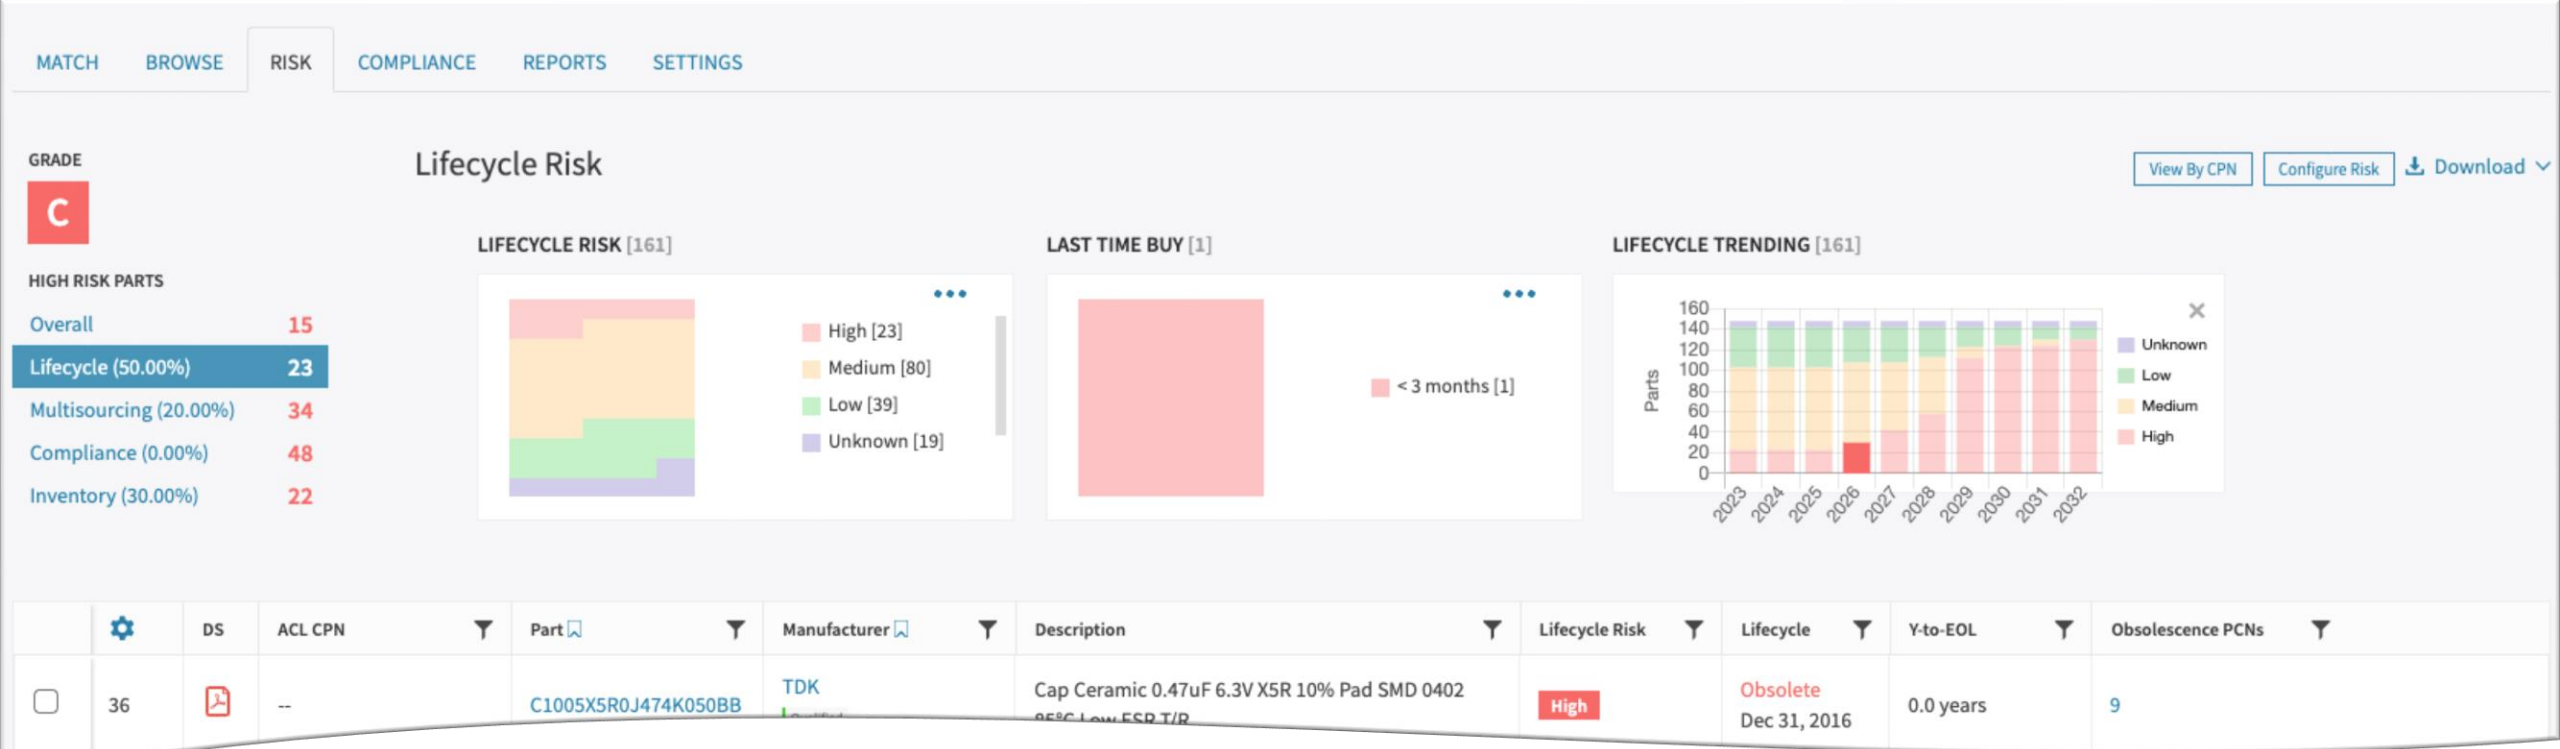 MATCH BROWSE RISK COMPLIANCE REPORTS SETTINGS
GRADE
C
Lifecycle Risk
View By CPN Configure Risk Download
HIGH RISK PARTS
Overall 15
Lifecycle (50.00%) 23
Multisourcing (20.00%) 34
Compliance (0.00%) 48
Inventory (30.00%) 22
LIFECYCLE RISK [161]
High [23]
Medium [80]
Low [39]
Unknown [19]
LAST TIME BUY [1]
< 3 months [1]
LIFECYCLE TRENDING [161]
Parts
160
140
120
100
80
60
40
20
0
2023 2024 2025 2026 2027 2028 2029 2030 2031 2032
Unknown
Low
Medium
High
DS ACL CPN Part Manufacturer Description Lifecycle Risk Lifecycle Y-to-EOL Obsolescence PCNs
36 -- C1005X5R0J474K050BB TDK Cap Ceramic 0.47uF 6.3V X5R 10% Pad SMD 0402 High Obsolete 0.0 years 9
85°C Low ESR T/R Dec 31, 2016